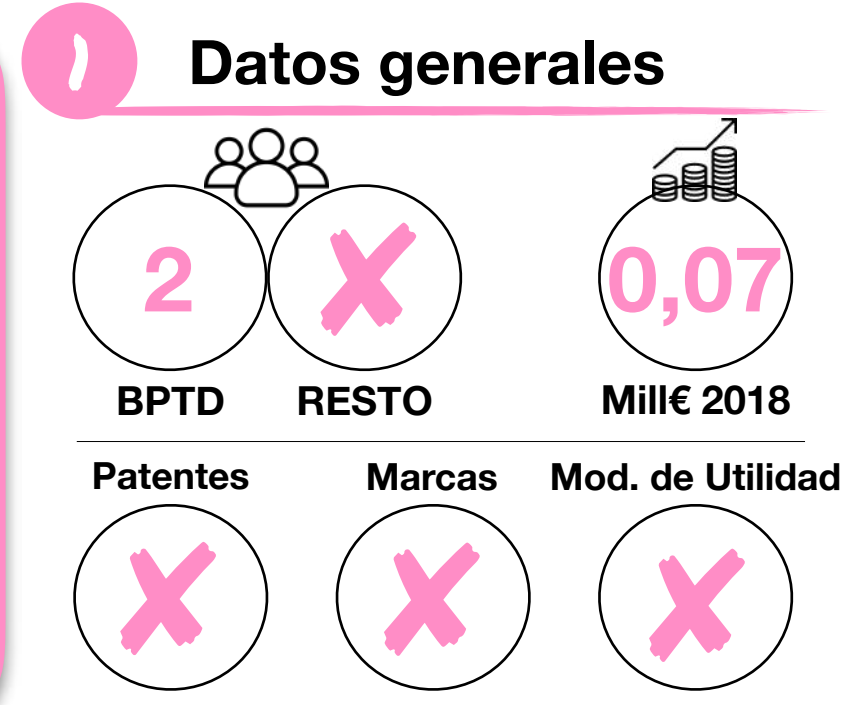 Datos generales
2
0,07
BPTD RESTO Mill€ 2018
Patentes Marcas Mod. de Utilidad